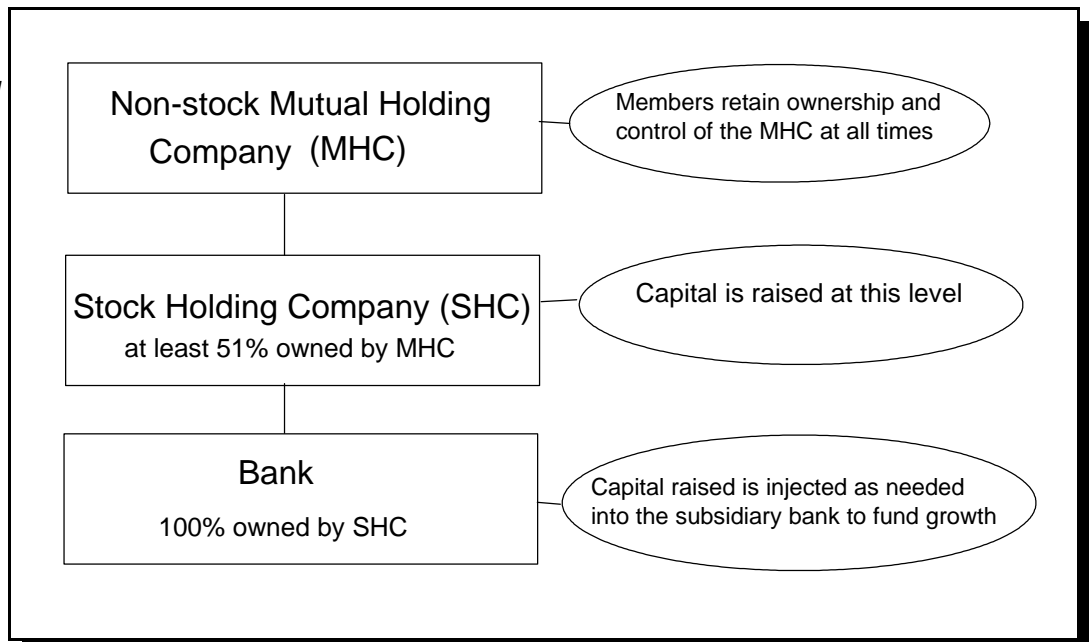 Non-stock Mutual Holding
Company (MHC)
Members retain ownership and
control of the MHC at all times
Stock Holding Company (SHC)
at least 51% owned by MHC
Capital is raised at this level
Bank
100% owned by SHC
Capital raised is injected as needed
into the subsidiary bank to fund growth